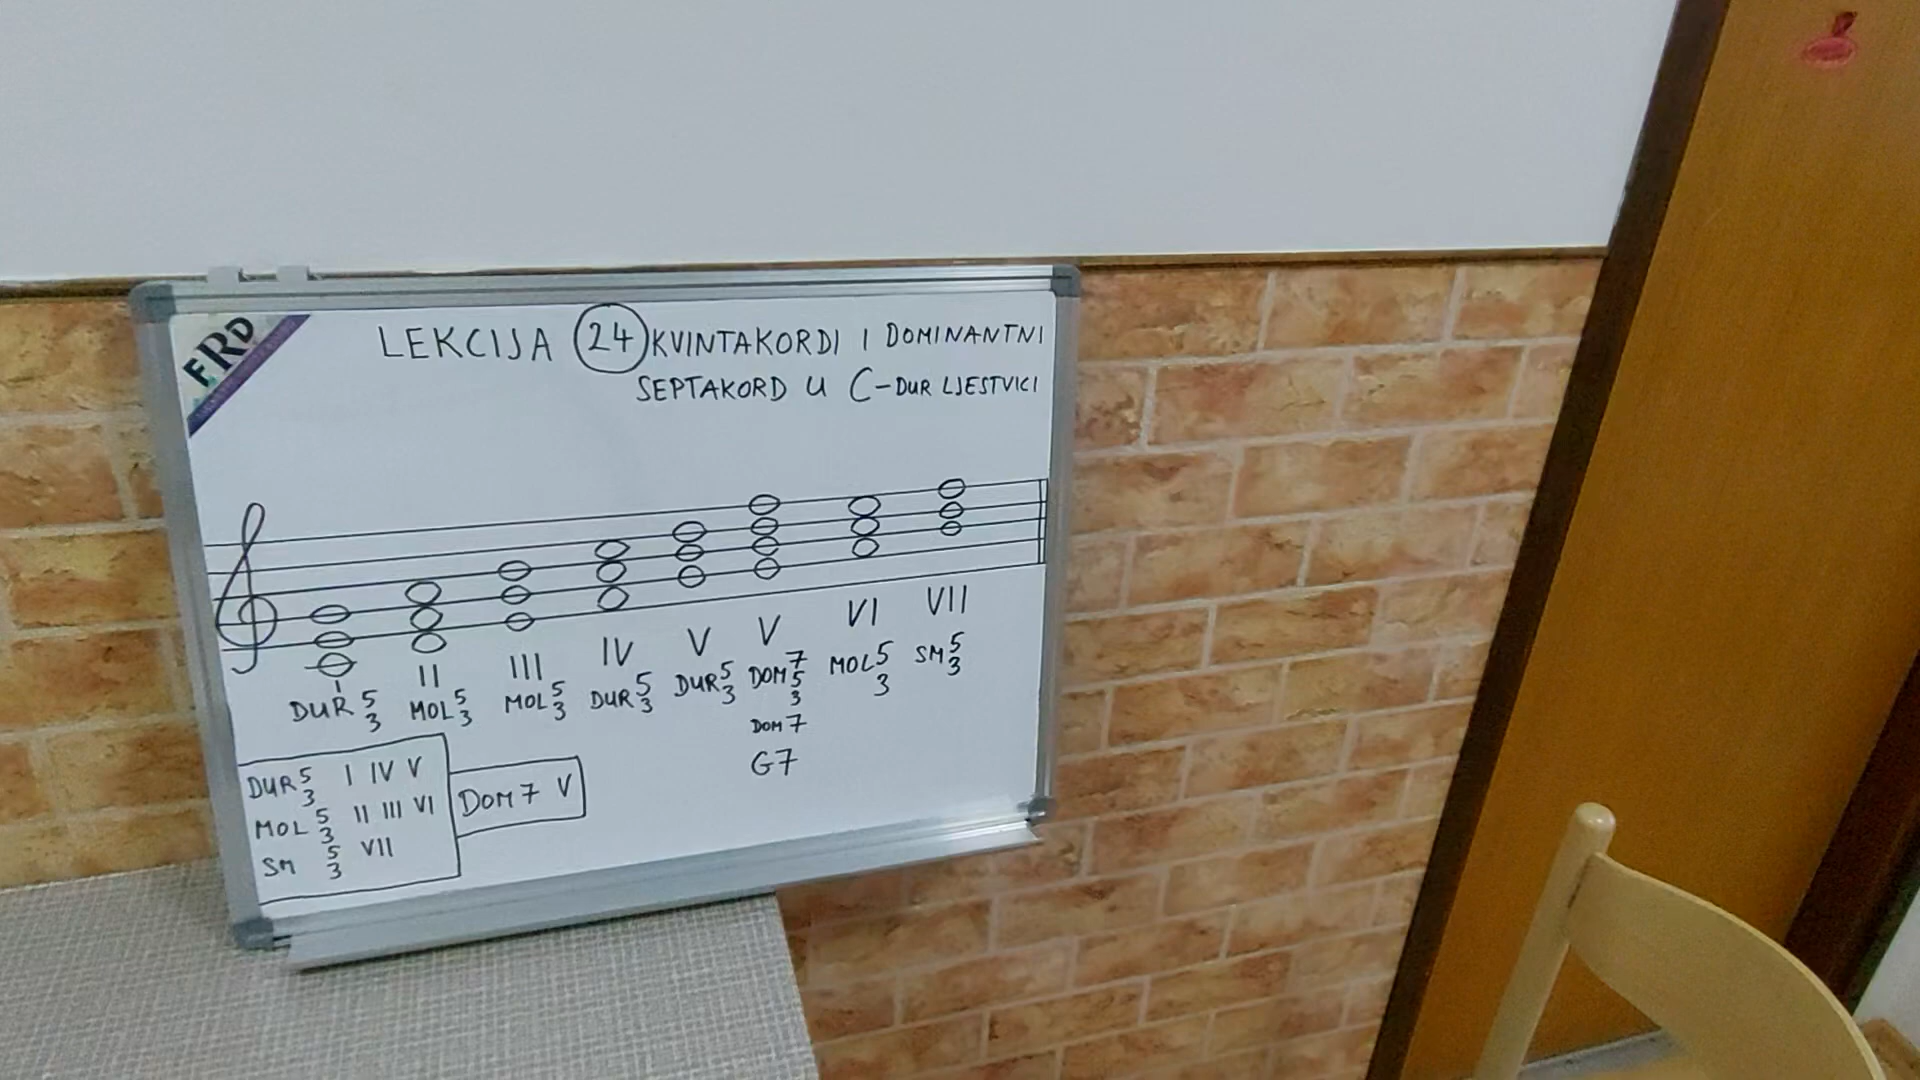 FRD
LEKCIJA 24 KVINTAKORDI I DOMINANTNI
SEPTAKORD U C-DUR LJESTVICI
I II III IV V V VI VII
DUR 5 3 MOL 5 3 MOL 5 3 DUR 5 3 DUR 5 3 DOM 7 5 3 MOL 5 3 SM 5 3
DOM 7
G7
DUR 5 3 I IV V
MOL 5 3 II III VI
SM 5 3 VII
DOM 7 V